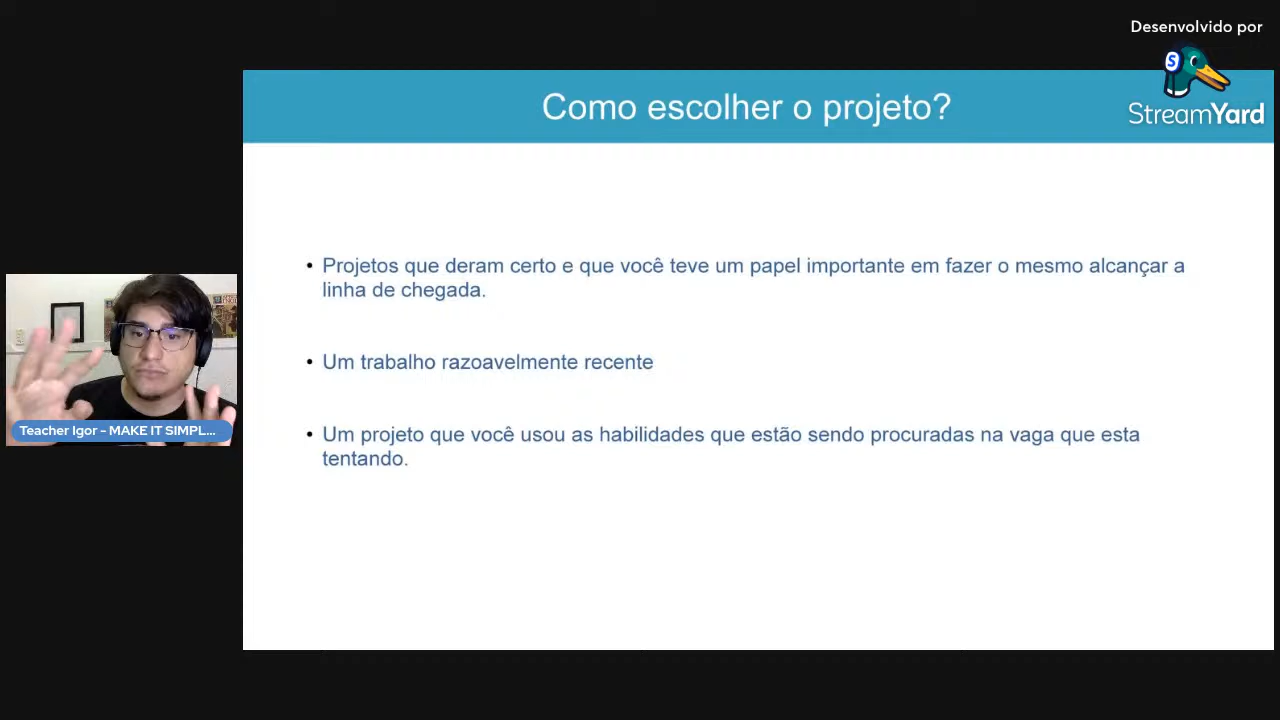 Desenvolvido por
StreamYard
Como escolher o projeto?
• Projetos que deram certo e que você teve um papel importante em fazer o mesmo alcançar a
linha de chegada.
• Um trabalho razoavelmente recente
• Um projeto que você usou as habilidades que estão sendo procuradas na vaga que esta
tentando.
Teacher Igor - MAKE IT SIMPL...